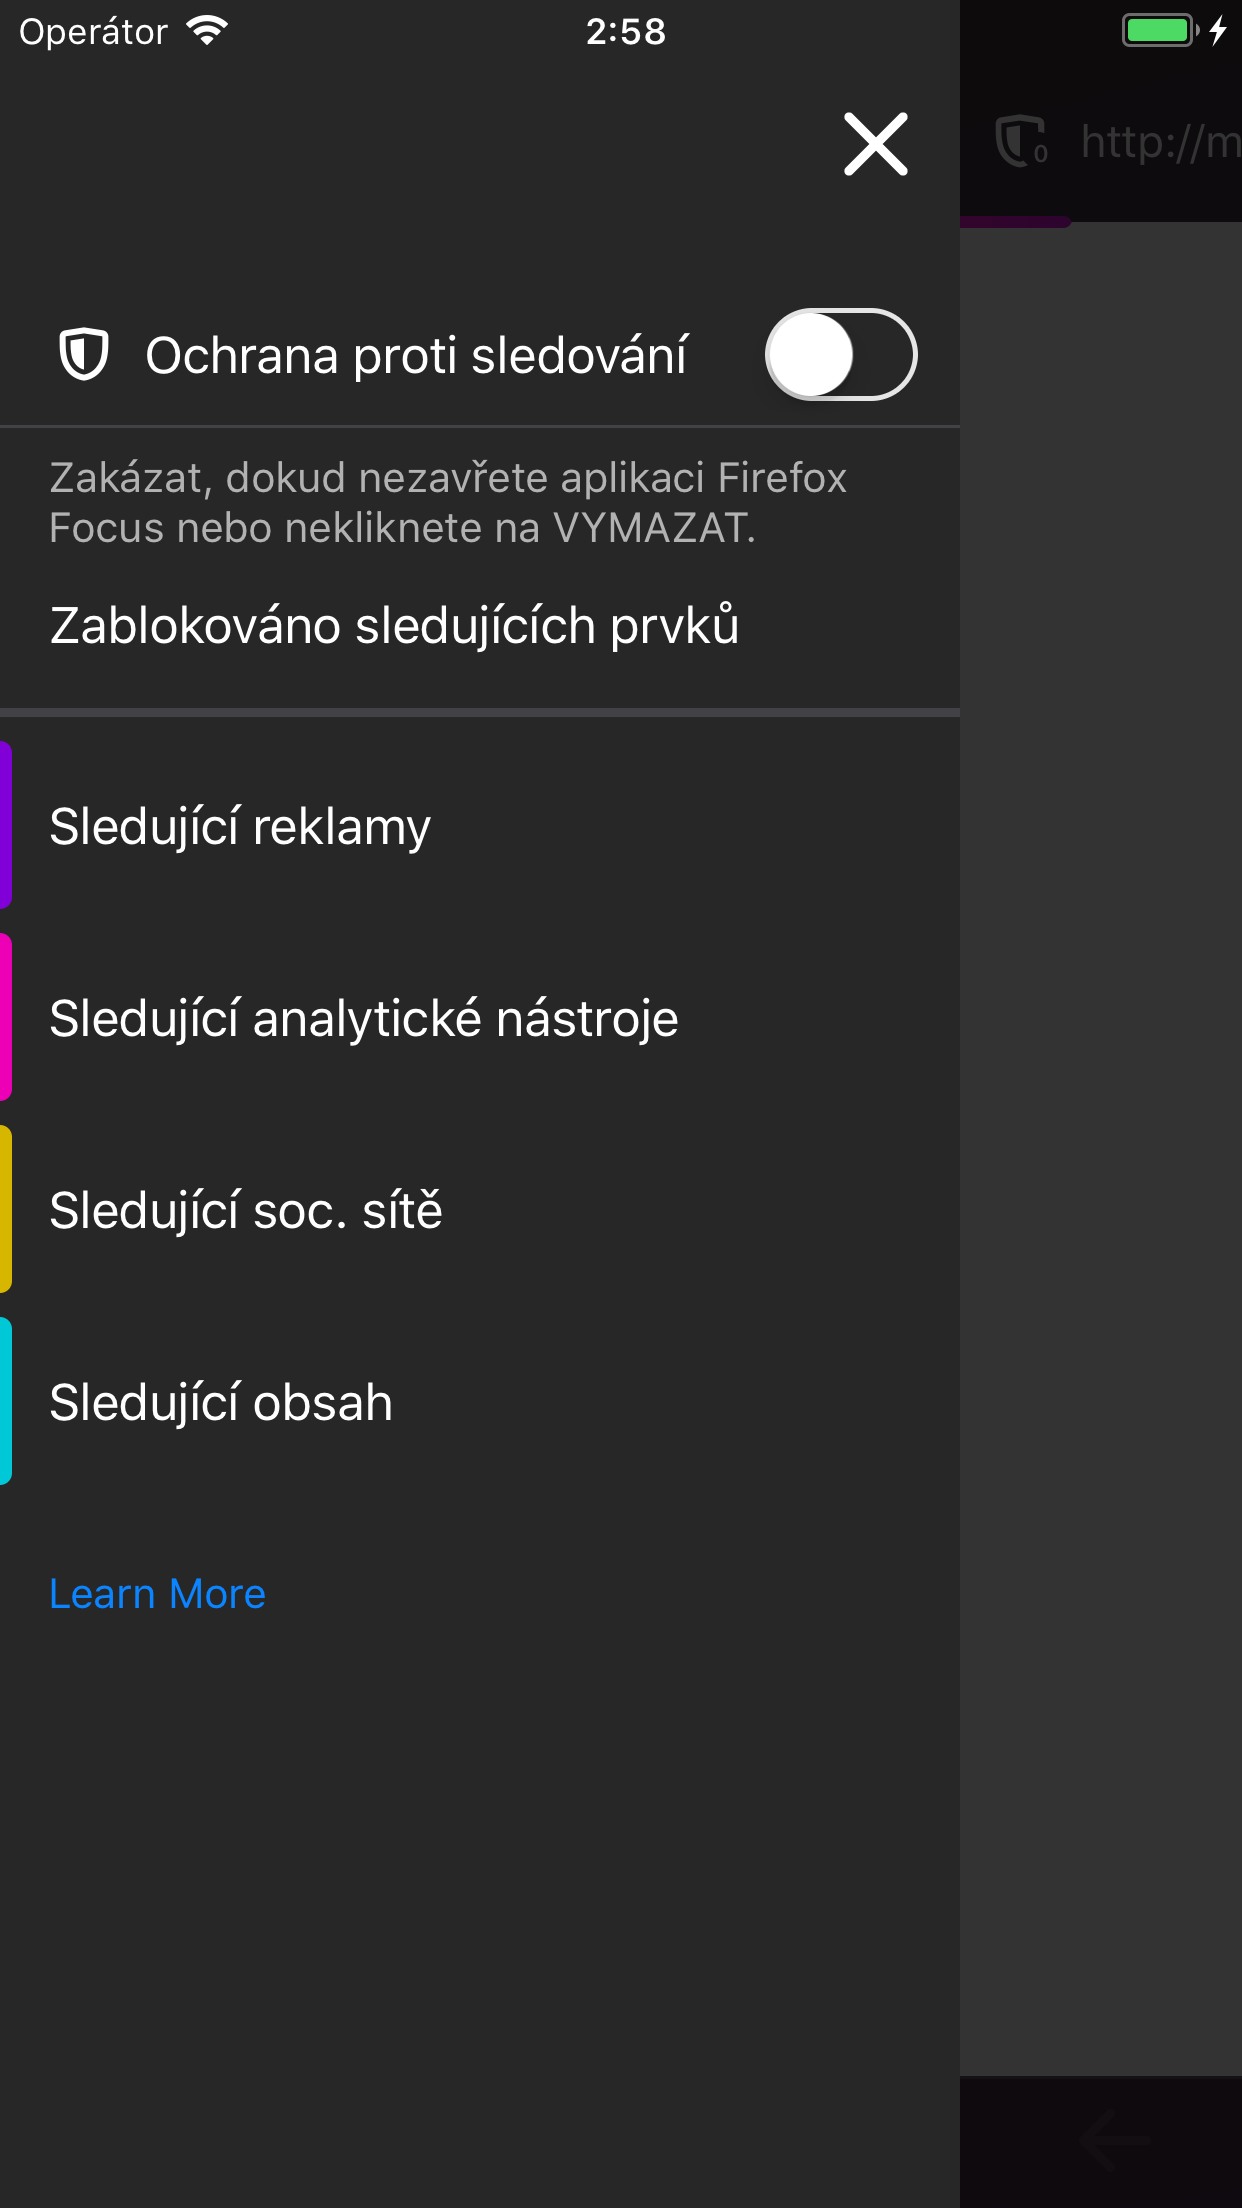 Operátor
2:58
0
http://m
Ochrana proti sledování
Zakázat, dokud nezavřete aplikaci Firefox
Focus nebo nekliknete na VYMAZAT.
Zablokováno sledujících prvků
Sledující reklamy
Sledující analytické nástroje
Sledující soc. sítě
Sledující obsah
Learn More